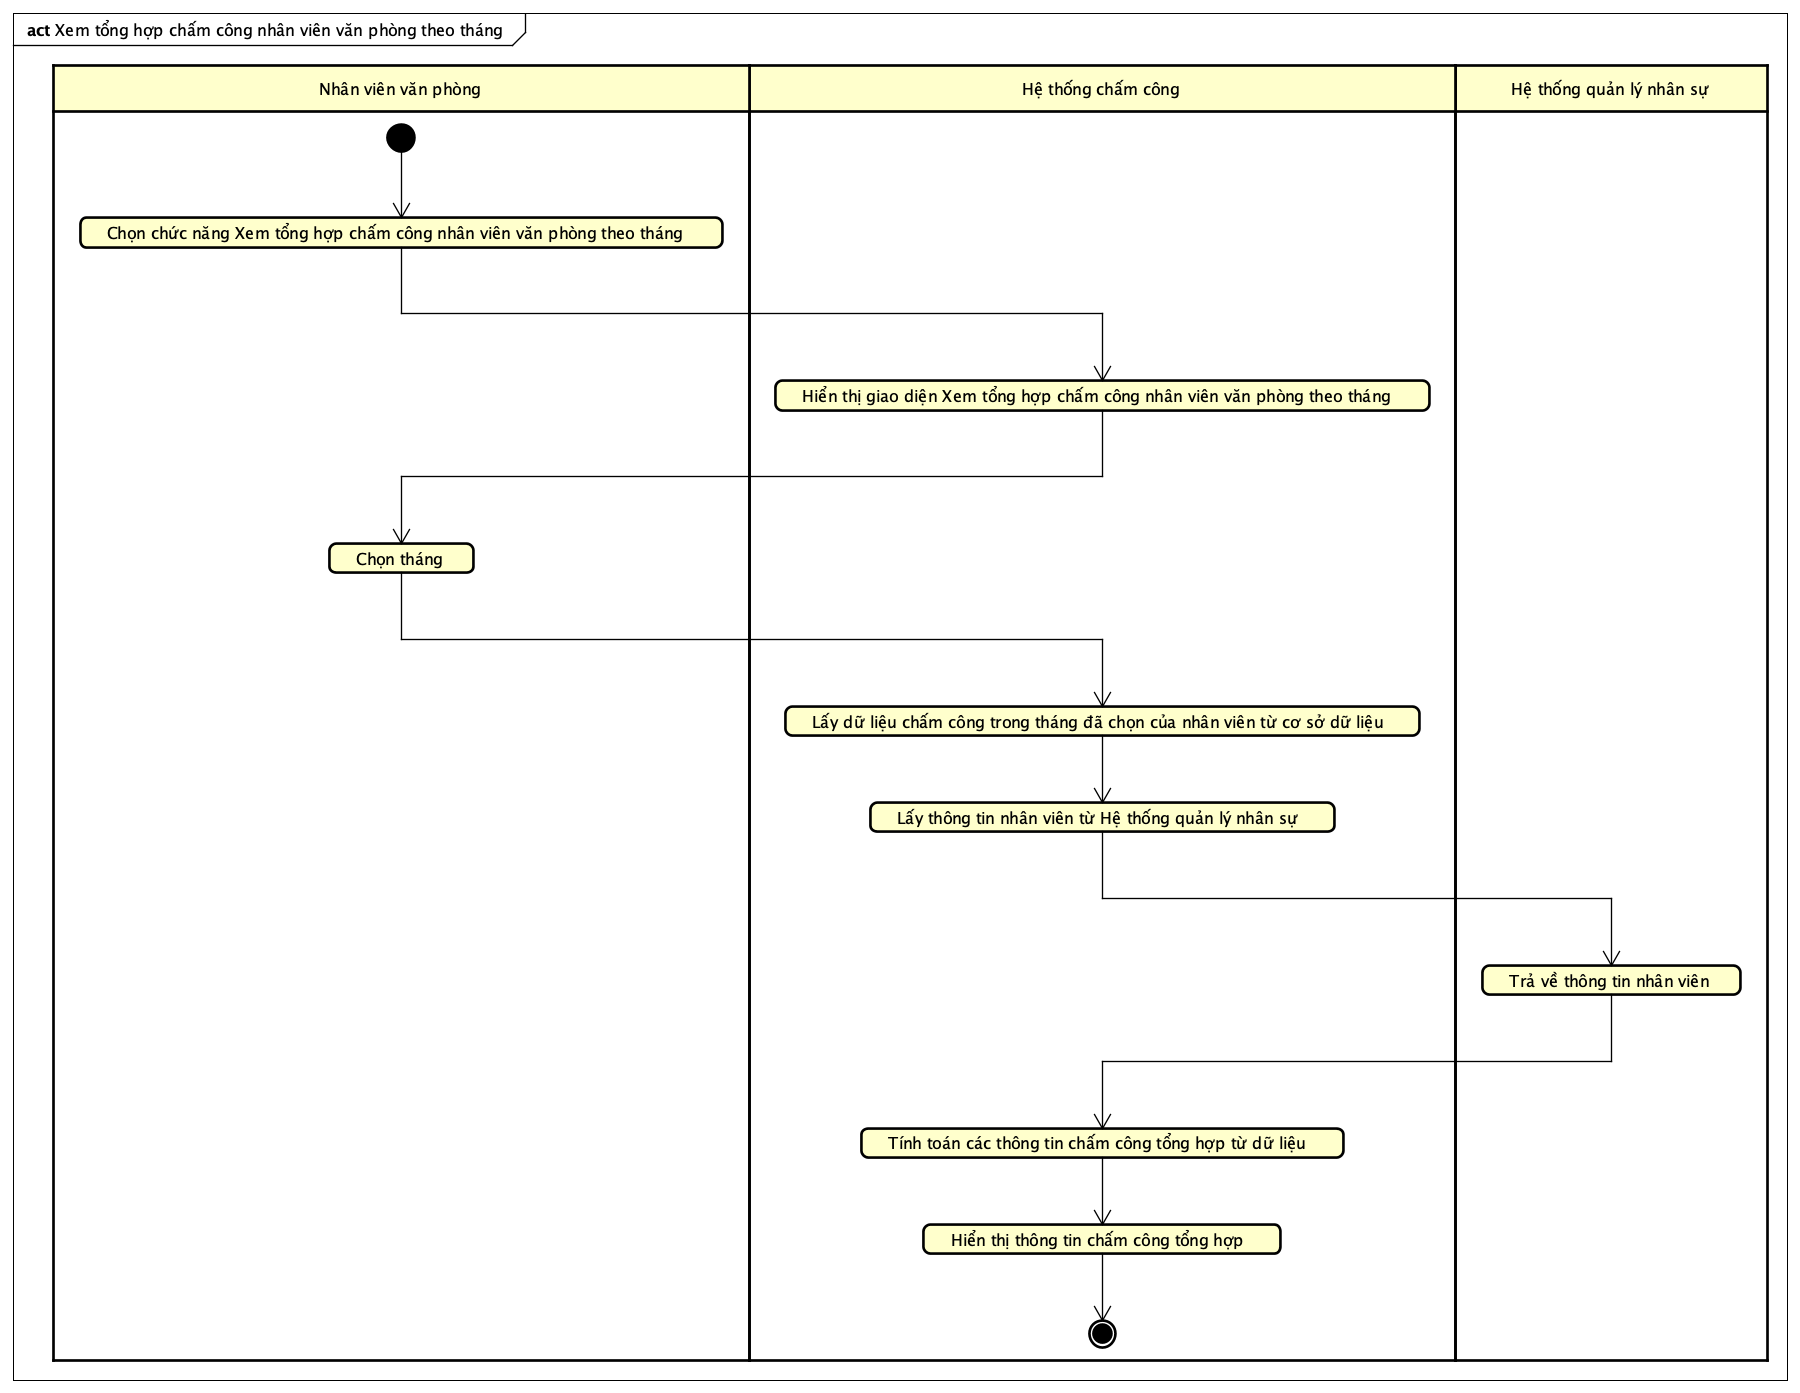 act Xem tổng hợp chấm công nhân viên văn phòng theo tháng
Nhân viên văn phòng
Hệ thống chấm công
Hệ thống quản lý nhân sự
Chọn chức năng Xem tổng hợp chấm công nhân viên văn phòng theo tháng
Hiển thị giao diện Xem tổng hợp chấm công nhân viên văn phòng theo tháng
Chọn tháng
Lấy dữ liệu chấm công trong tháng đã chọn của nhân viên từ cơ sở dữ liệu
Lấy thông tin nhân viên từ Hệ thống quản lý nhân sự
Trả về thông tin nhân viên
Tính toán các thông tin chấm công tổng hợp từ dữ liệu
Hiển thị thông tin chấm công tổng hợp